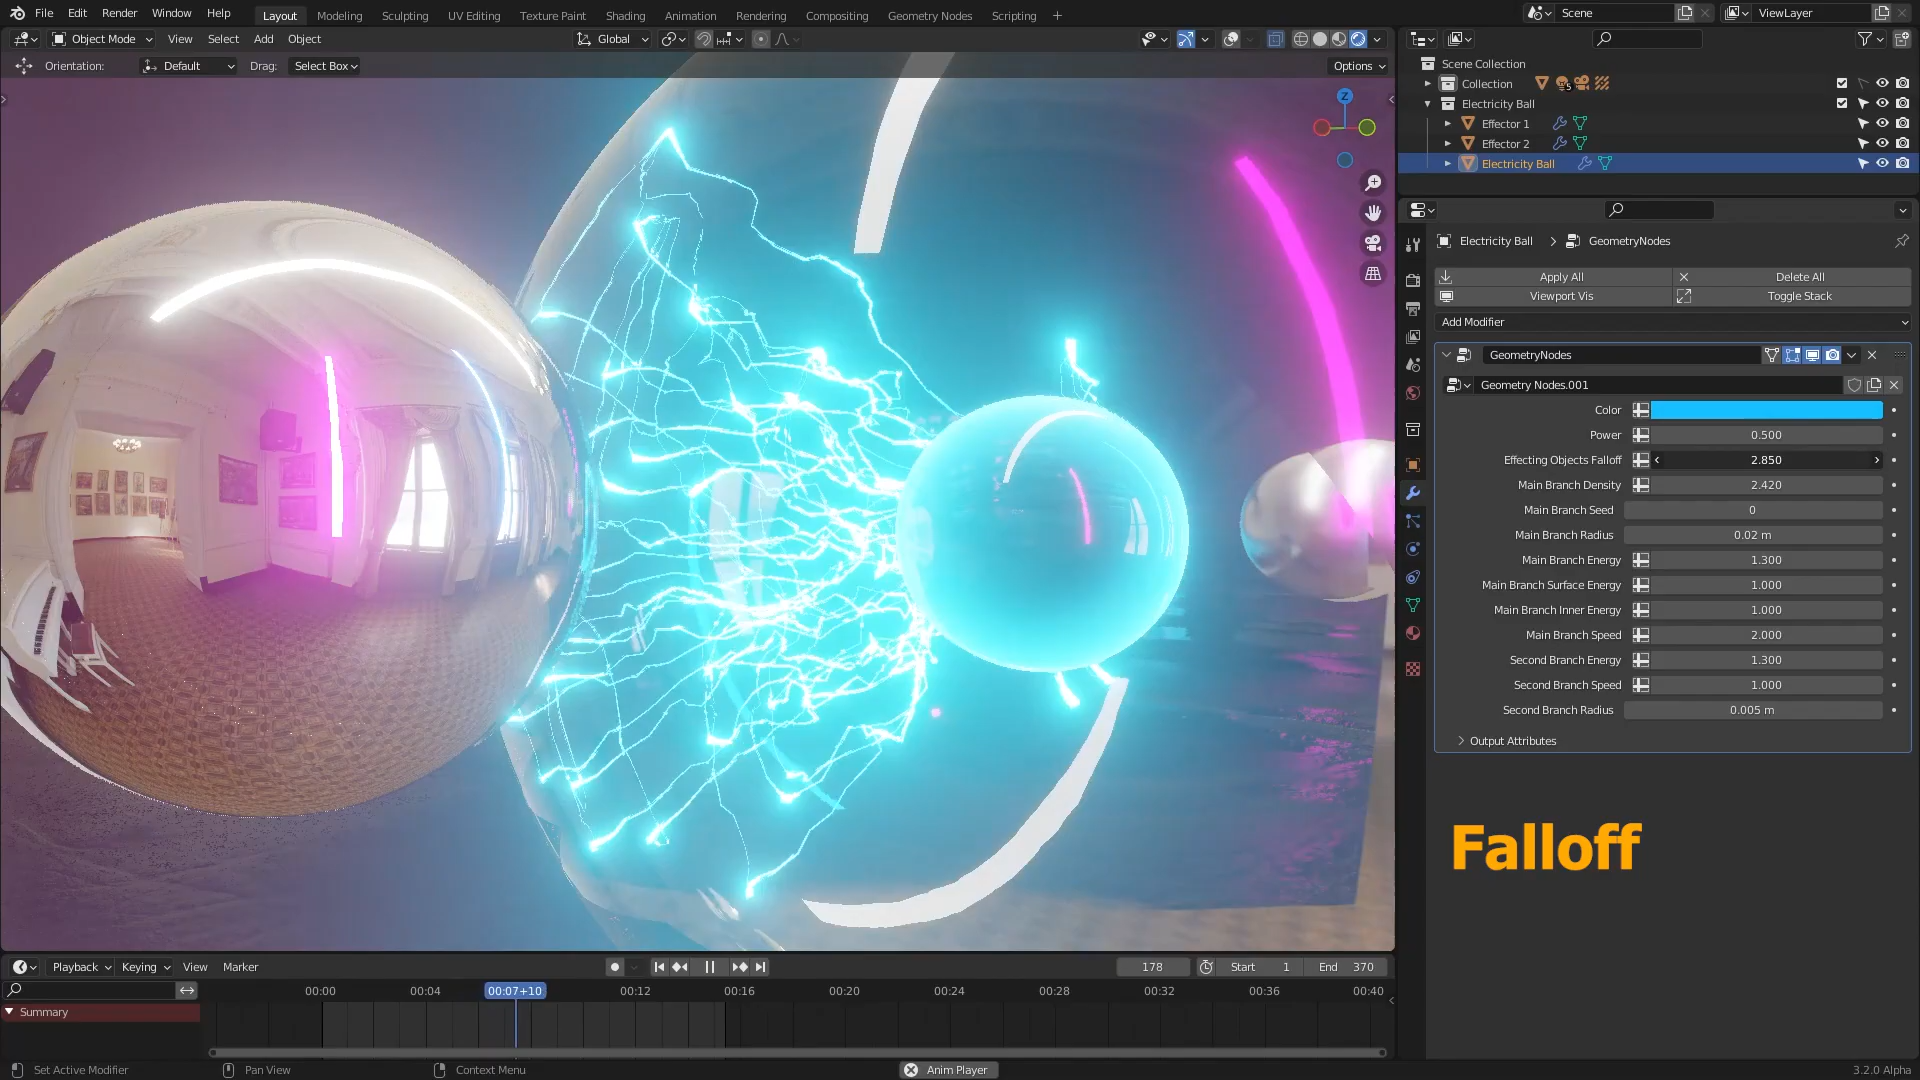 File Edit Render Window Help
Layout Modeling Sculpting UV Editing Texture Paint Shading Animation Rendering Compositing Geometry Nodes Scripting +
Scene ViewLayer
Object Mode View Select Add Object
Global
Orientation: Default Drag: Select Box
Options
Z
Scene Collection
Collection 5
Electricity Ball
Effector 1
Effector 2
Electricity Ball
Electricity Ball > GeometryNodes
Apply All Delete All
Viewport Vis Toggle Stack
Add Modifier
GeometryNodes
Geometry Nodes.001
Color
Power 0.500
Effecting Objects Falloff 2.850
Main Branch Density 2.420
Main Branch Seed 0
Main Branch Radius 0.02 m
Main Branch Energy 1.300
Main Branch Surface Energy 1.000
Main Branch Inner Energy 1.000
Main Branch Speed 2.000
Second Branch Energy 1.300
Second Branch Speed 1.000
Second Branch Radius 0.005 m
Output Attributes
Falloff
Playback Keying View Marker
178 Start 1 End 370
00:00 00:04 00:07+10 00:12 00:16 00:20 00:24 00:28 00:32 00:36 00:40
Summary
Set Active Modifier Pan View Context Menu Anim Player 3.2.0 Alpha